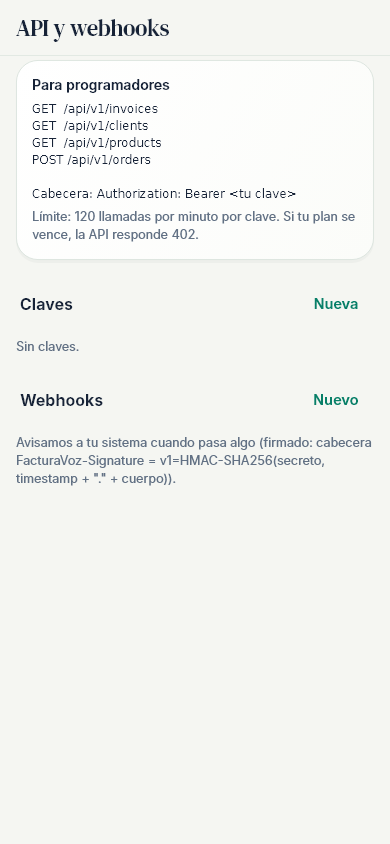 API y webhooks
Para programadores
GET /api/v1/invoices
GET /api/v1/clients
GET /api/v1/products
POST /api/v1/orders
Cabecera: Authorization: Bearer <tu clave>
Límite: 120 llamadas por minuto por clave. Si tu plan se
vence, la API responde 402.
Claves
Nueva
Sin claves.
Webhooks
Nuevo
Avisamos a tu sistema cuando pasa algo (firmado: cabecera
FacturaVoz-Signature = v1=HMAC-SHA256(secreto,
timestamp + "." + cuerpo)).